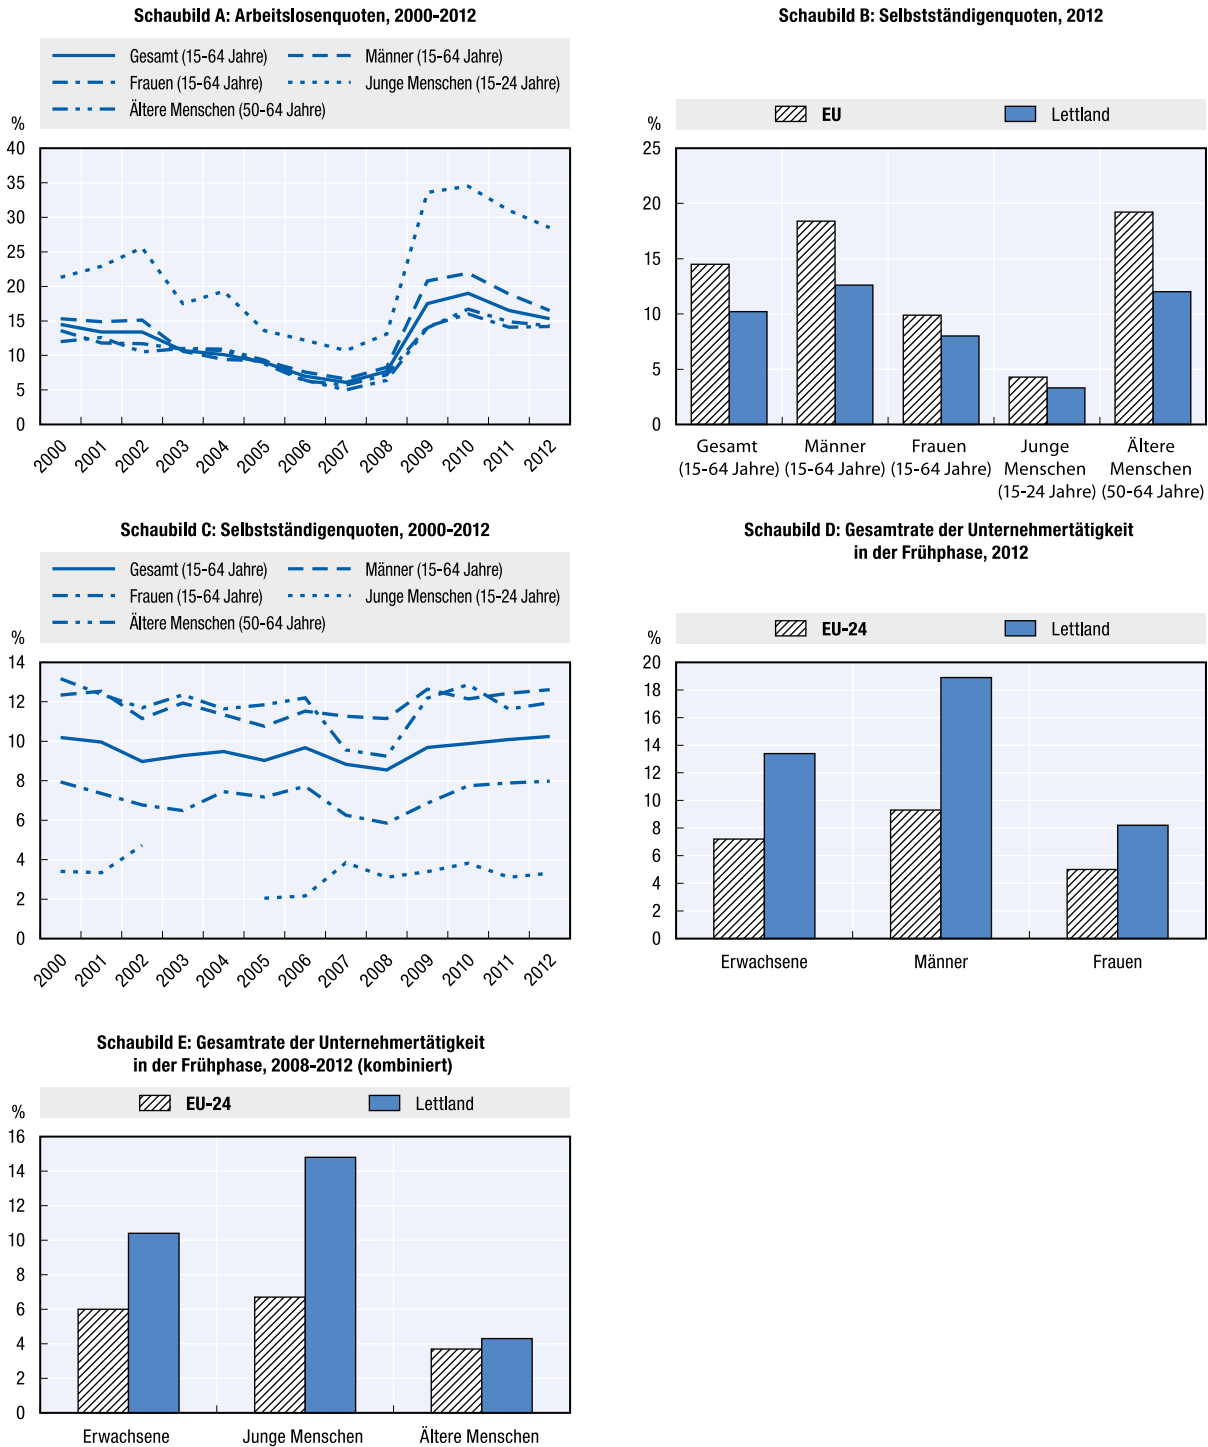 Schaubild A: Arbeitslosenquoten, 2000-2012
Gesamt (15-64 Jahre)
Männer (15-64 Jahre)
Frauen (15-64 Jahre)
Junge Menschen (15-24 Jahre)
Ältere Menschen (50-64 Jahre)
%
40
35
30
25
20
15
10
5
0
2000
2001
2002
2003
2004
2005
2006
2007
2008
2009
2010
2011
2012
Schaubild B: Selbstständigenquoten, 2012
EU
Lettland
%
25
20
15
10
5
0
Gesamt
(15-64 Jahre)
Männer
(15-64 Jahre)
Frauen
(15-64 Jahre)
Junge
Menschen
(15-24 Jahre)
Ältere
Menschen
(50-64 Jahre)
Schaubild C: Selbstständigenquoten, 2000-2012
Gesamt (15-64 Jahre)
Männer (15-64 Jahre)
Frauen (15-64 Jahre)
Junge Menschen (15-24 Jahre)
Ältere Menschen (50-64 Jahre)
%
14
12
10
8
6
4
2
0
2000
2001
2002
2003
2004
2005
2006
2007
2008
2009
2010
2011
2012
Schaubild D: Gesamtrate der Unternehmertätigkeit
in der Frühphase, 2012
EU-24
Lettland
%
20
18
16
14
12
10
8
6
4
2
0
Erwachsene
Männer
Frauen
Schaubild E: Gesamtrate der Unternehmertätigkeit
in der Frühphase, 2008-2012 (kombiniert)
EU-24
Lettland
%
16
14
12
10
8
6
4
2
0
Erwachsene
Junge Menschen
Ältere Menschen